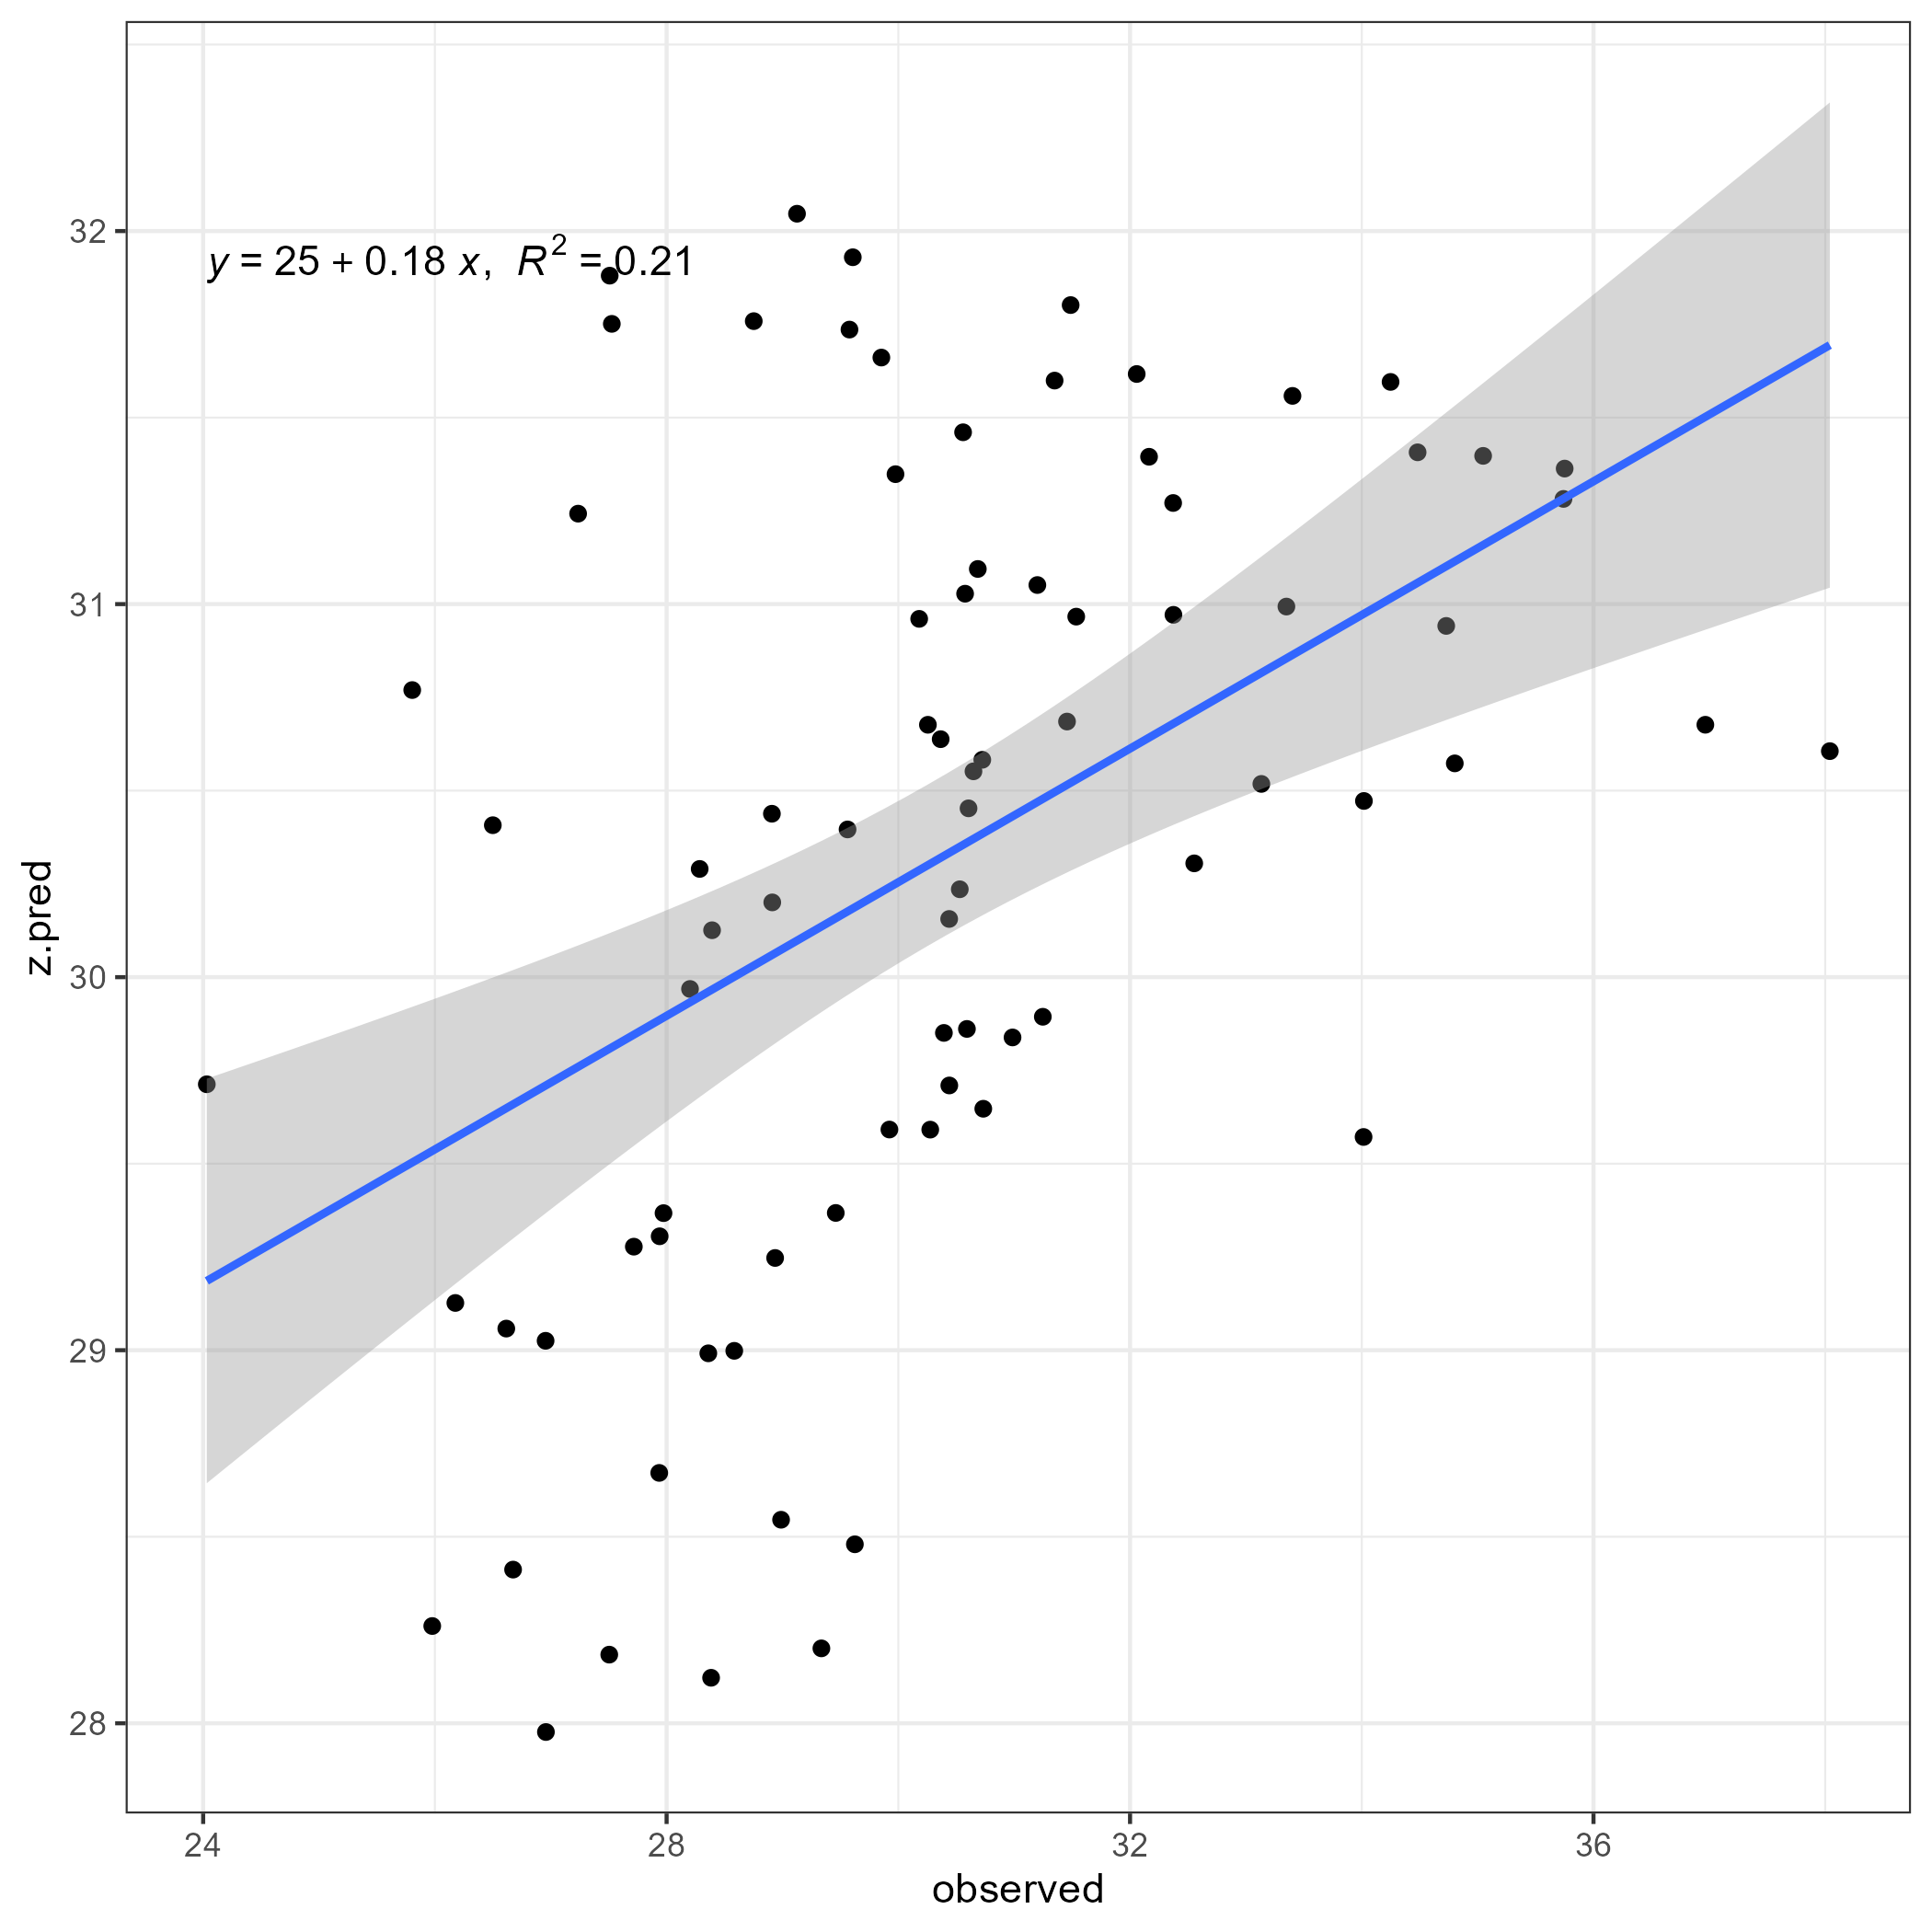 32
y = 25 + 0.18 x, R² = 0.21
31
z.pred
30
29
28
24 28 32 36
observed